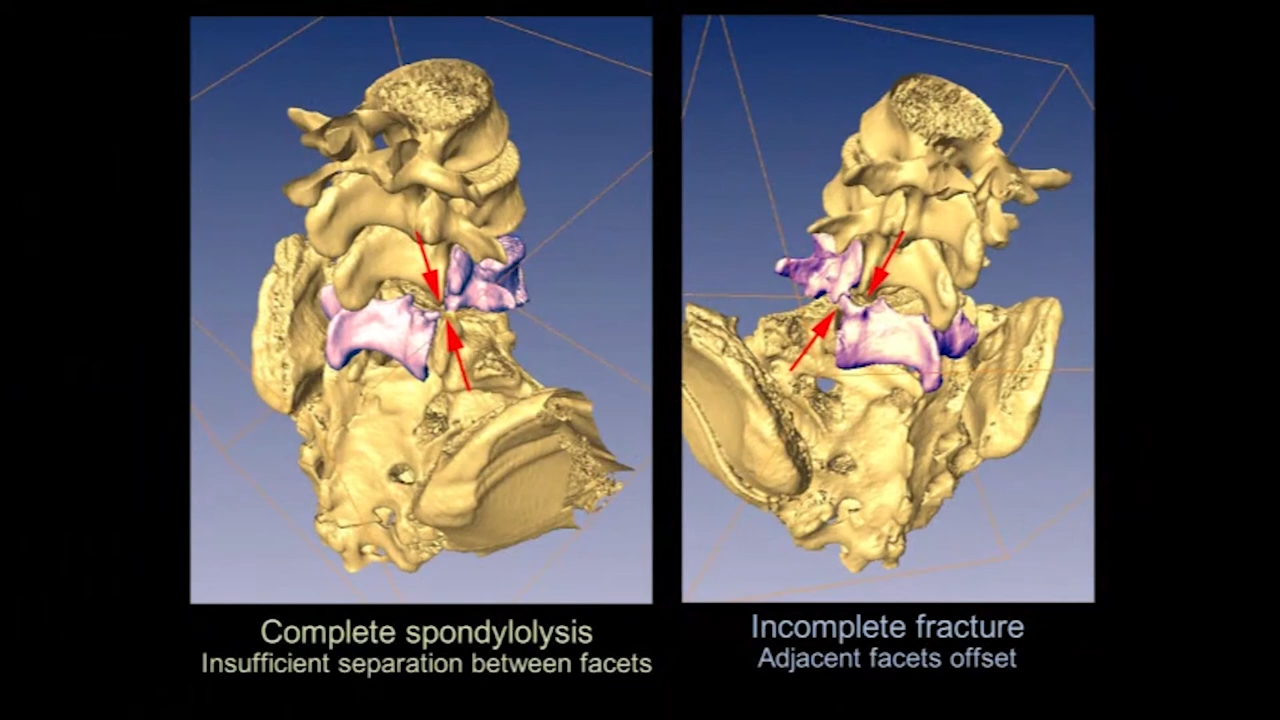 Complete spondylolysis
Insufficient separation between facets
Incomplete fracture
Adjacent facets offset